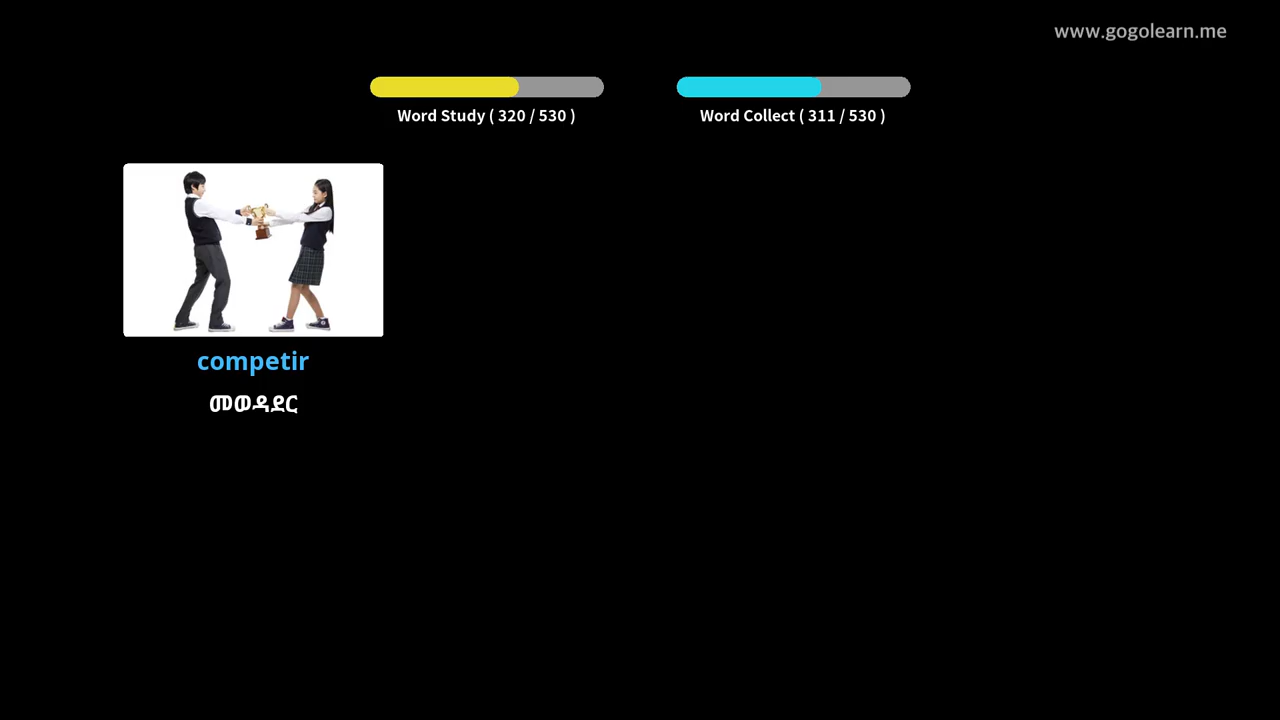 www.gogolearn.me
Word Study ( 320 / 530 )
Word Collect ( 311 / 530 )
competir
መወዳደር